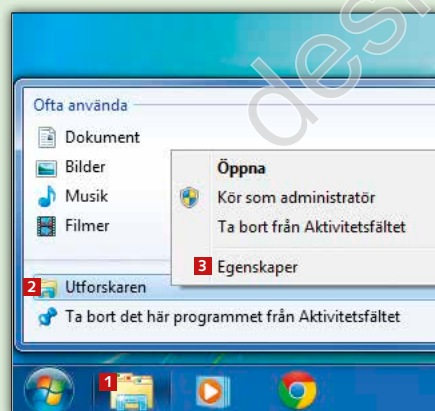 Ofta använda
Dokument
Bilder
Musik
Filmer
Öppna
Kör som administratör
Ta bort från Aktivitetsfältet
3 Egenskaper
2 Utforskaren
Ta bort det här programmet från Aktivitetsfältet
1